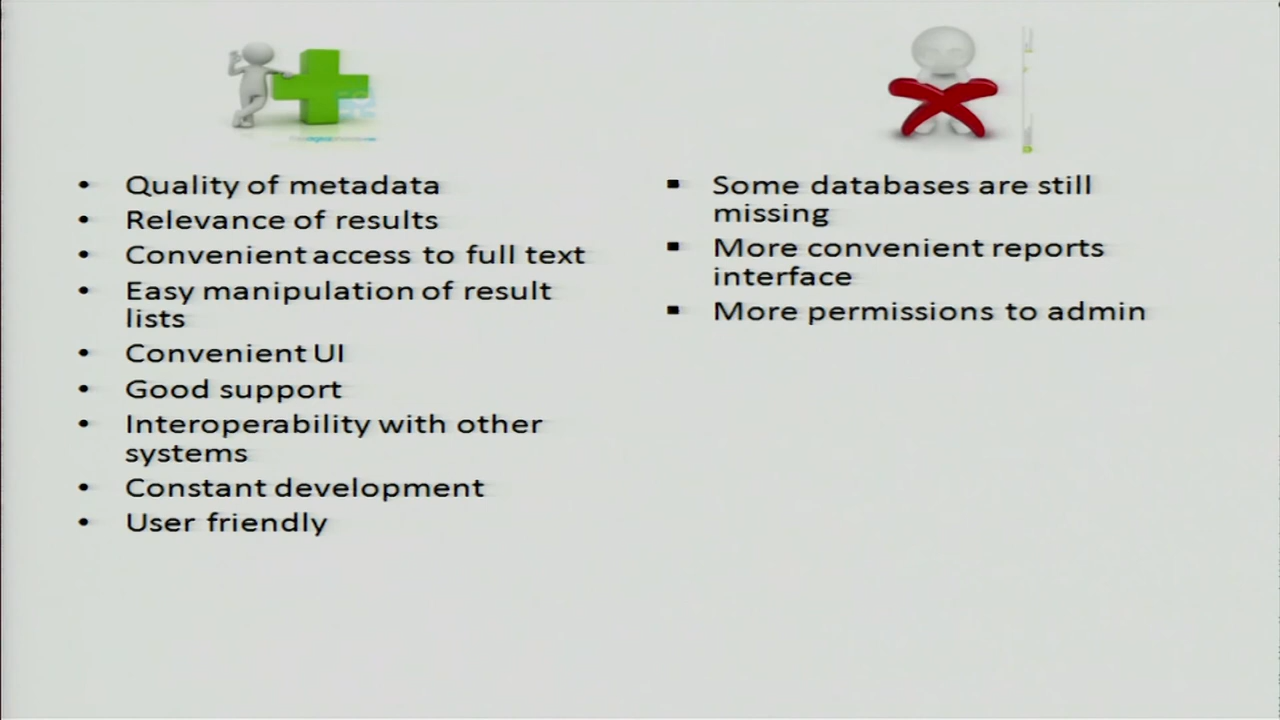 Quality of metadata
Relevance of results
Convenient access to full text
Easy manipulation of result
lists
Convenient UI
Good support
Interoperability with other
systems
Constant development
User friendly
Some databases are still
missing
More convenient reports
interface
More permissions to admin